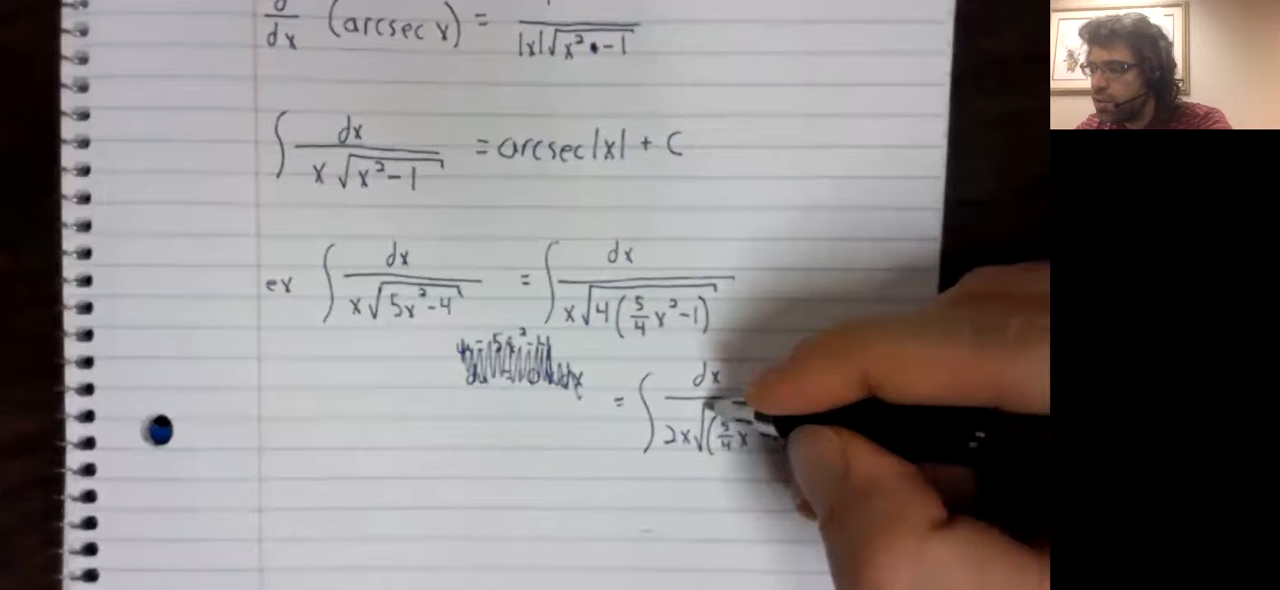 d/dx (arcsec x) = 1/(|x|√(x² - 1))
∫ dx/(x√(x² - 1)) = arcsec|x| + C
ex ∫ dx/(x√(5x² - 4)) = ∫ dx/(x√(4(5/4 x² - 1)))
= ∫ dx/(2x√((5/4 x